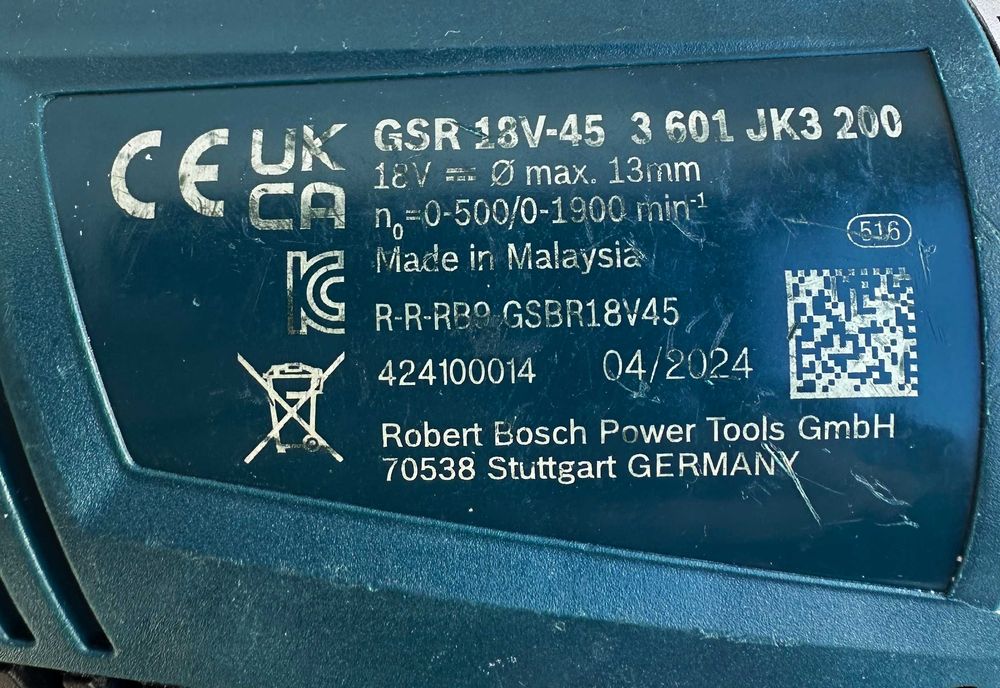 CE UK CA
GSR 18V-45 3 601 JK3 200
18V ⎓ Ø max. 13mm
n₀=0-500/0-1900 min⁻¹
516
Made in Malaysia
KC
R-R-RB9-GSBR18V45
424100014 04/2024
Robert Bosch Power Tools GmbH
70538 Stuttgart GERMANY